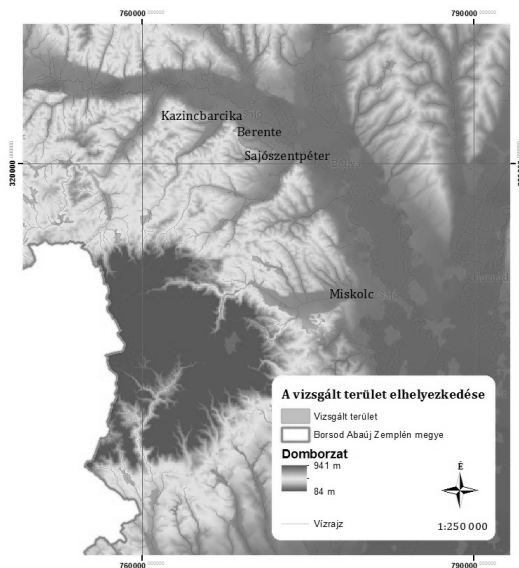 760000
790000
Kazincbarcika
Berente
Sajószentpéter
320000
Miskolc
A vizsgált terület elhelyezkedése
Vizsgált terület
Borsod Abaúj Zemplén megye
Domborzat
941 m
84 m
É
Vízrajz
1:250 000
760000
790000